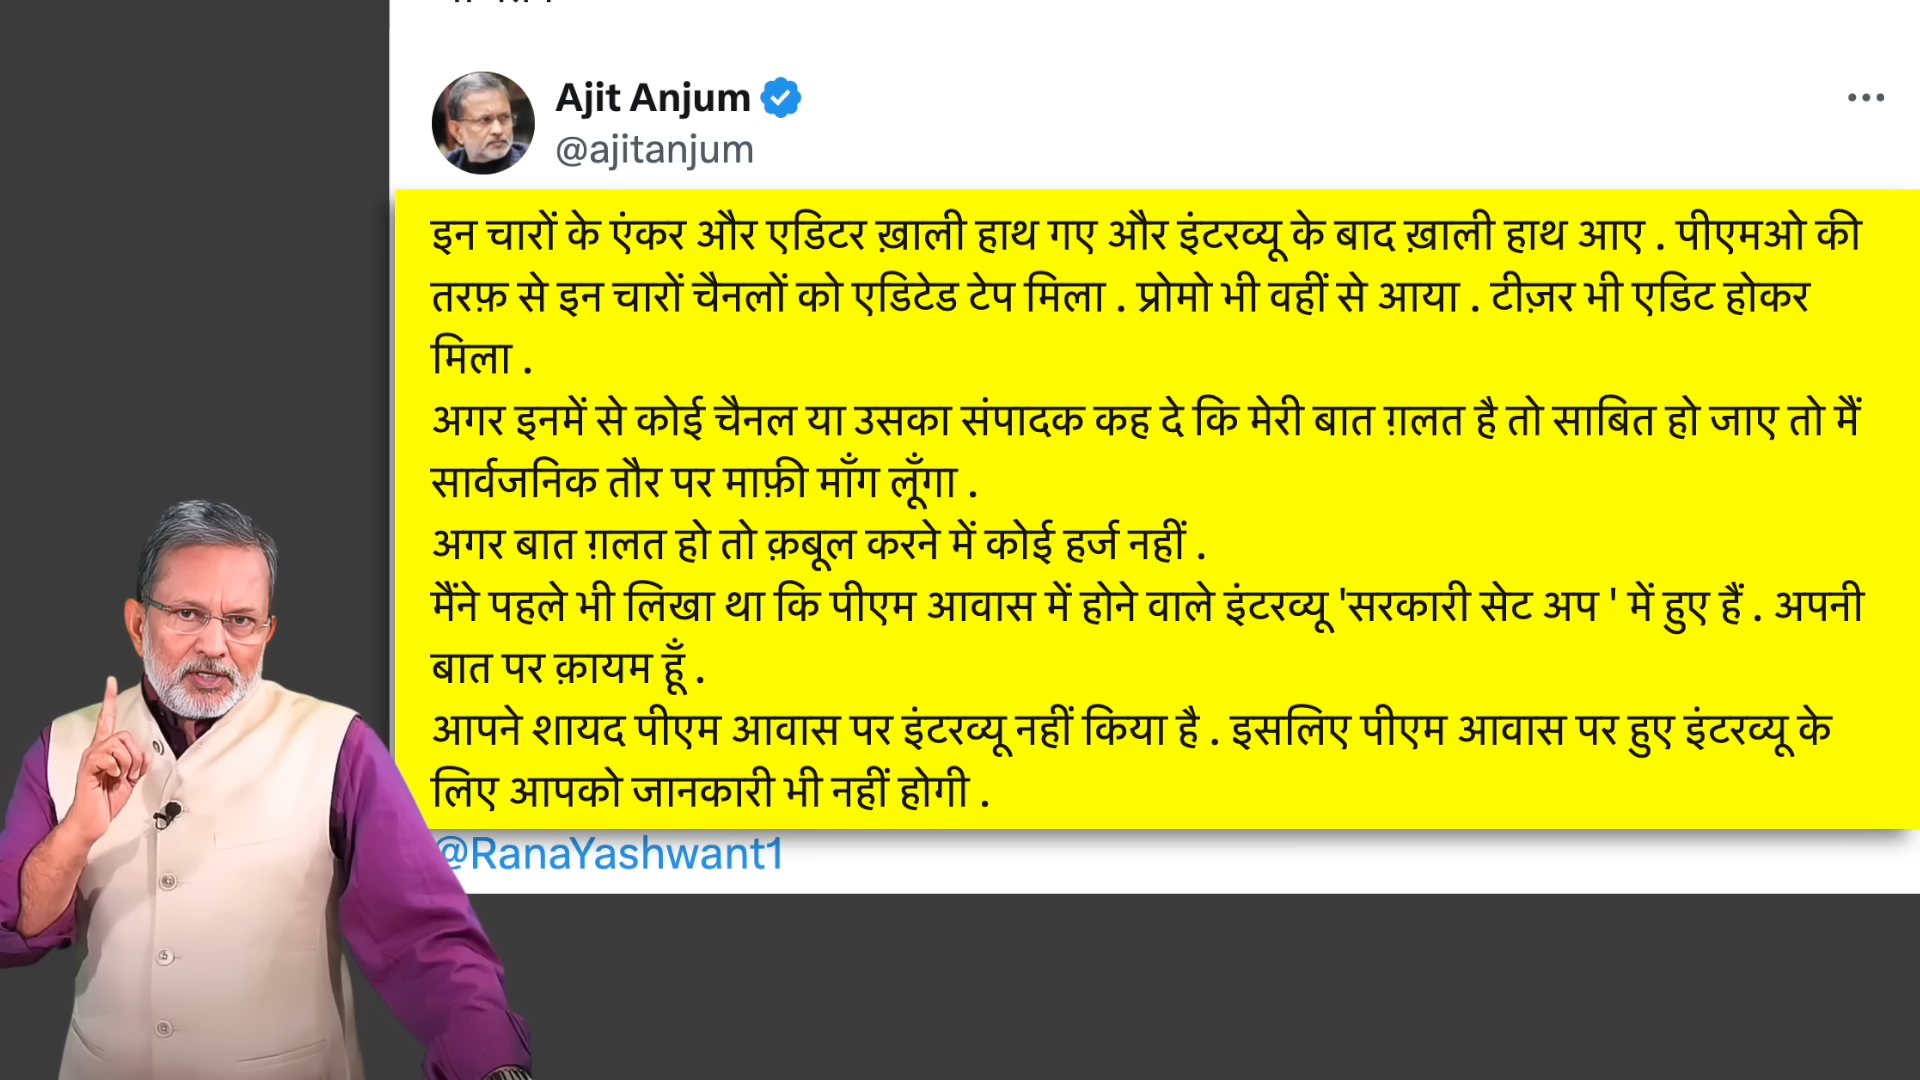 Ajit Anjum
@ajitanjum
इन चारों के एंकर और एडिटर ख़ाली हाथ गए और इंटरव्यू के बाद ख़ाली हाथ आए . पीएमओ की
तरफ़ से इन चारों चैनलों को एडिटेड टेप मिला . प्रोमो भी वहीं से आया . टीज़र भी एडिट होकर
मिला .
अगर इनमें से कोई चैनल या उसका संपादक कह दे कि मेरी बात ग़लत है तो साबित हो जाए तो मैं
सार्वजनिक तौर पर माफ़ी माँग लूँगा .
अगर बात ग़लत हो तो क़बूल करने में कोई हर्ज नहीं .
मैंने पहले भी लिखा था कि पीएम आवास में होने वाले इंटरव्यू 'सरकारी सेट अप ' में हुए हैं . अपनी
बात पर क़ायम हूँ .
आपने शायद पीएम आवास पर इंटरव्यू नहीं किया है . इसलिए पीएम आवास पर हुए इंटरव्यू के
लिए आपको जानकारी भी नहीं होगी .
@RanaYashwant1